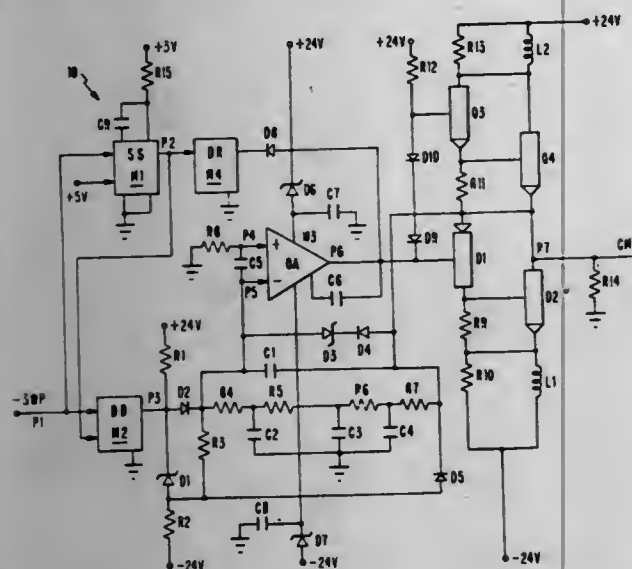 +24V
+3V
+24V
+24V
R13
L2
R12
R15
10
Q3
C9
P2
D8
SS
M1
DR
M4
D10
Q4
D6
C7
R11
+5V
R8
P4
M3
D9
+
OA
P6
C5
Q1
P7
CM
P5
-
C6
Q2
R14
+24V
D3
D4
R9
R1
C1
-SWP
P1
DD
M2
P3
D2
R4
R5
R6
R7
R10
L1
C2
C3
C4
R3
D1
D5
R2
C8
D7
-24V
-24V
-24V